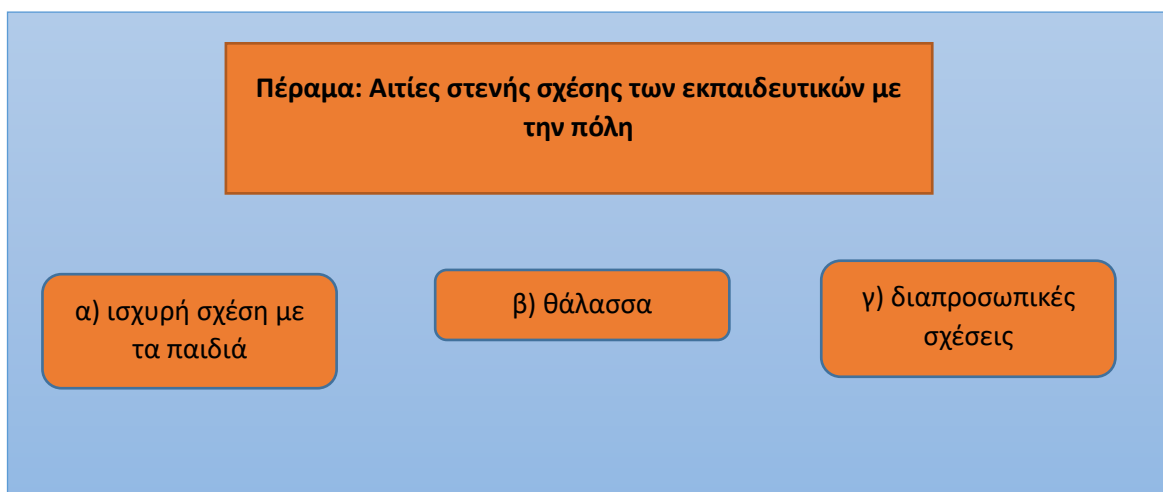 Πέραμα: Αιτίες στενής σχέσης των εκπαιδευτικών με
την πόλη
α) ισχυρή σχέση με
τα παιδιά
β) θάλασσα
γ) διαπροσωπικές
σχέσεις